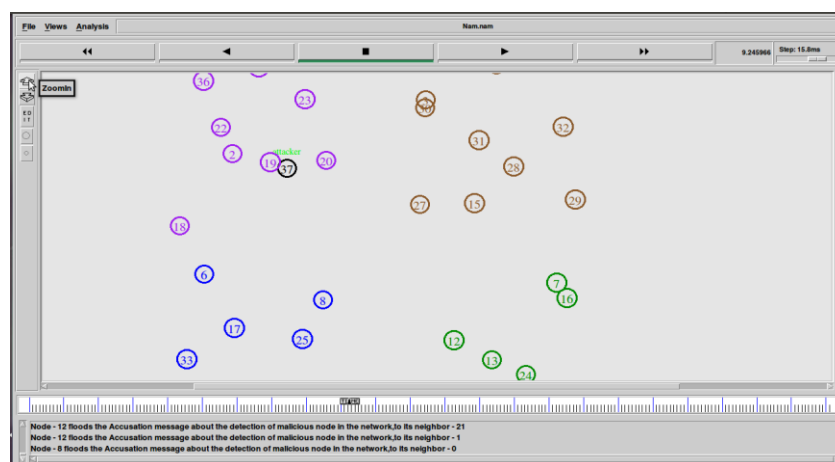 File Views Analysis Nam.nam
9.245966 Step: 15.8ms
ZoomIn
E D
I T
36
23
22
31
32
attacker
2
19
20
37
28
27
15
29
18
6
7
8
16
17
12
25
33
13
24
Node - 12 floods the Accusation message about the detection of malicious node in the network,to its neighbor - 21
Node - 12 floods the Accusation message about the detection of malicious node in the network,to its neighbor - 1
Node - 8 floods the Accusation message about the detection of malicious node in the network,to its neighbor - 0